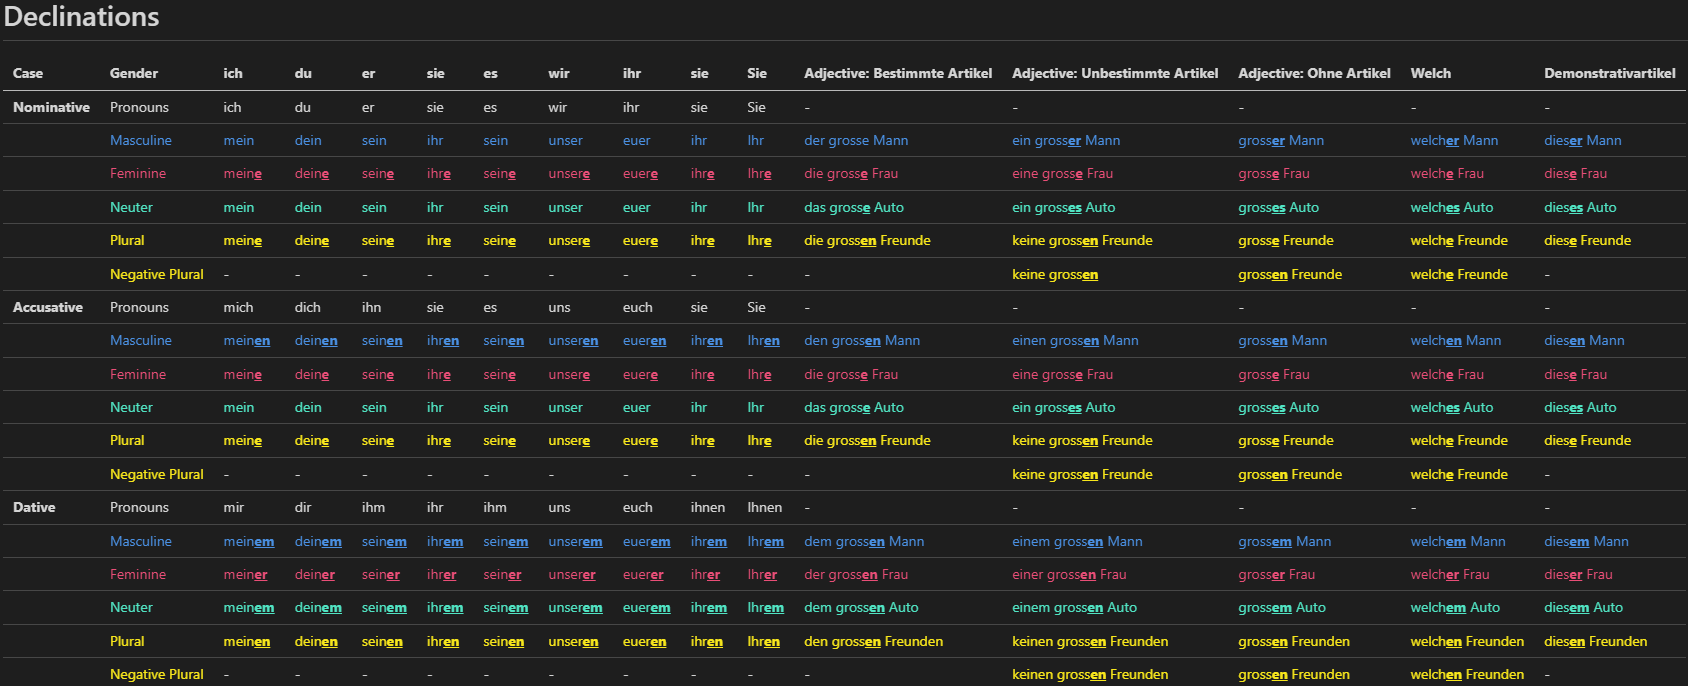 Declinations
Case Gender ich du er sie es wir ihr sie Sie Adjective: Bestimmte Artikel Adjective: Unbestimmte Artikel Adjective: Ohne Artikel Welch Demonstrativartikel
Nominative Pronouns ich du er sie es wir ihr sie Sie - - - - -
Masculine mein dein sein ihr sein unser euer ihr Ihr der grosse Mann ein grosser Mann grosser Mann welcher Mann dieser Mann
Feminine meine deine seine ihre seine unsere euere ihre Ihre die grosse Frau eine grosse Frau grosse Frau welche Frau diese Frau
Neuter mein dein sein ihr sein unser euer ihr Ihr das grosse Auto ein grosses Auto grosses Auto welches Auto dieses Auto
Plural meine deine seine ihre seine unsere euere ihre Ihre die grossen Freunde keine grossen Freunde grosse Freunde welche Freunde diese Freunde
Negative Plural - - - - - - - - - - keine grossen grossen Freunde welche Freunde -
Accusative Pronouns mich dich ihn sie es uns euch sie Sie - - - - -
Masculine meinen deinen seinen ihren seinen unseren eueren ihren Ihren den grossen Mann einen grossen Mann grossen Mann welchen Mann diesen Mann
Feminine meine deine seine ihre seine unsere euere ihre Ihre die grosse Frau eine grosse Frau grosse Frau welche Frau diese Frau
Neuter mein dein sein ihr sein unser euer ihr Ihr das grosse Auto ein grosses Auto grosses Auto welches Auto dieses Auto
Plural meine deine seine ihre seine unsere euere ihre Ihre die grossen Freunde keine grossen Freunde grosse Freunde welche Freunde diese Freunde
Negative Plural - - - - - - - - - - keine grossen Freunde grossen Freunde welche Freunde -
Dative Pronouns mir dir ihm ihr ihm uns euch ihnen Ihnen - - - - -
Masculine meinem deinem seinem ihrem seinem unserem euerem ihrem Ihrem dem grossen Mann einem grossen Mann grossem Mann welchem Mann diesem Mann
Feminine meiner deiner seiner ihrer seiner unserer euerer ihrer Ihrer der grossen Frau einer grossen Frau grosser Frau welcher Frau dieser Frau
Neuter meinem deinem seinem ihrem seinem unserem euerem ihrem Ihrem dem grossen Auto einem grossen Auto grossem Auto welchem Auto diesem Auto
Plural meinen deinen seinen ihren seinen unseren eueren ihren Ihren den grossen Freunden keinen grossen Freunden grossen Freunden welchen Freunden diesen Freunden
Negative Plural - - - - - - - - - - keinen grossen Freunden grossen Freunden welchen Freunden -